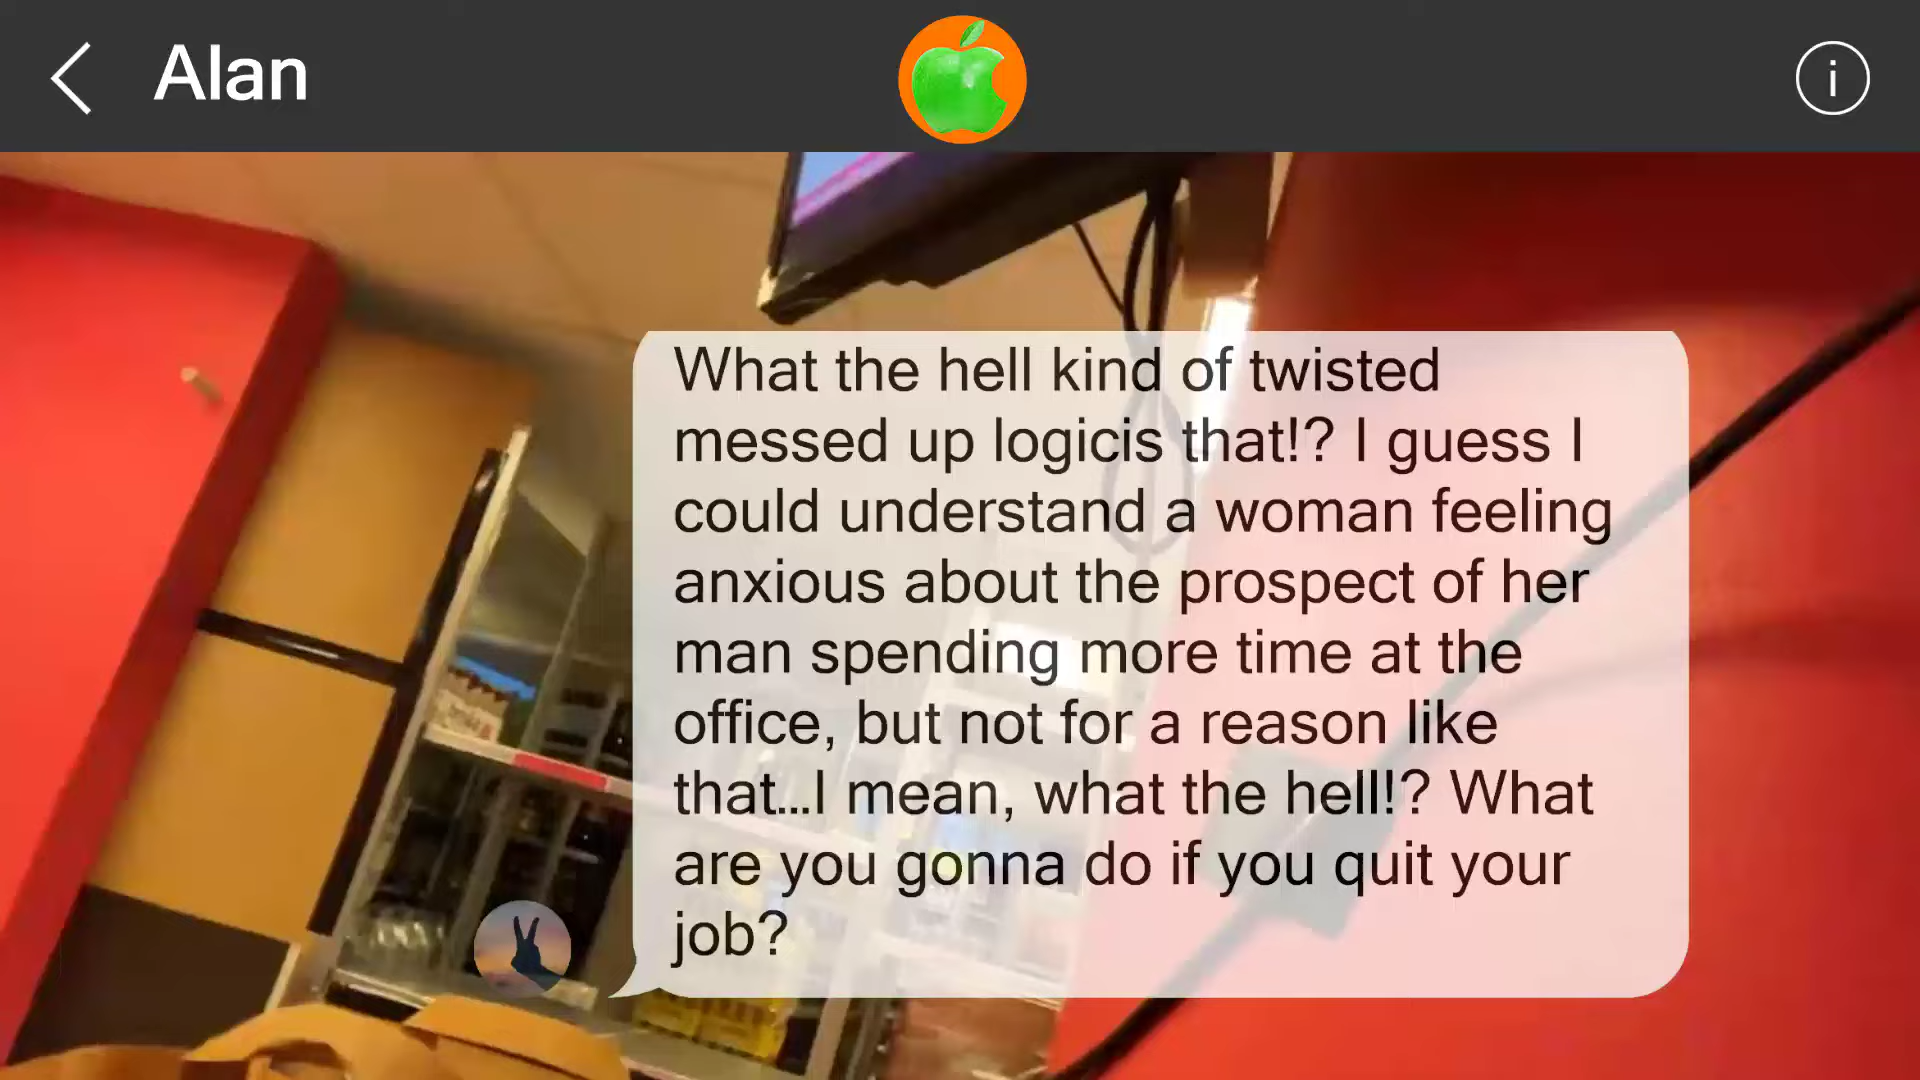 Alan
What the hell kind of twisted
messed up logicis that!? I guess I
could understand a woman feeling
anxious about the prospect of her
man spending more time at the
office, but not for a reason like
that...I mean, what the hell!? What
are you gonna do if you quit your
job?